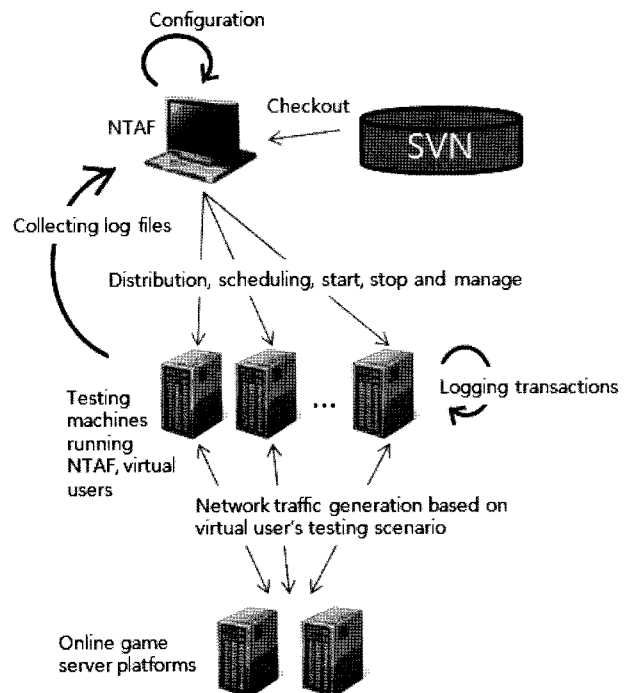 Configuration
NTAF
Checkout
SVN
Collecting log files
Distribution, scheduling, start, stop and manage
...
Logging transactions
Testing
machines
running
NTAF, virtual
users
Network traffic generation based on
virtual user's testing scenario
Online game
server platforms